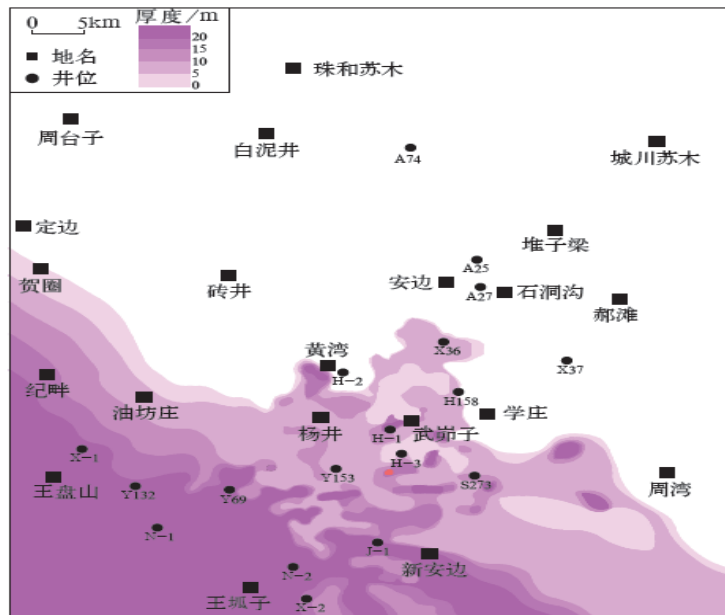 0 5km
厚度/m
20
15
10
5
0
地名
井位
珠和苏木
周台子
白泥井
A74
城川苏木
定边
堆子梁
A25
贺圈
砖井
安边
A27
石洞沟
郝滩
X36
黄湾
H-2
X37
纪畔
油坊庄
H158
学庄
杨井
武峁子
H-1
X-1
H-3
王盘山
Y132
Y69
Y153
S273
周湾
N-1
J-1
新安边
N-2
王坬子
X-2